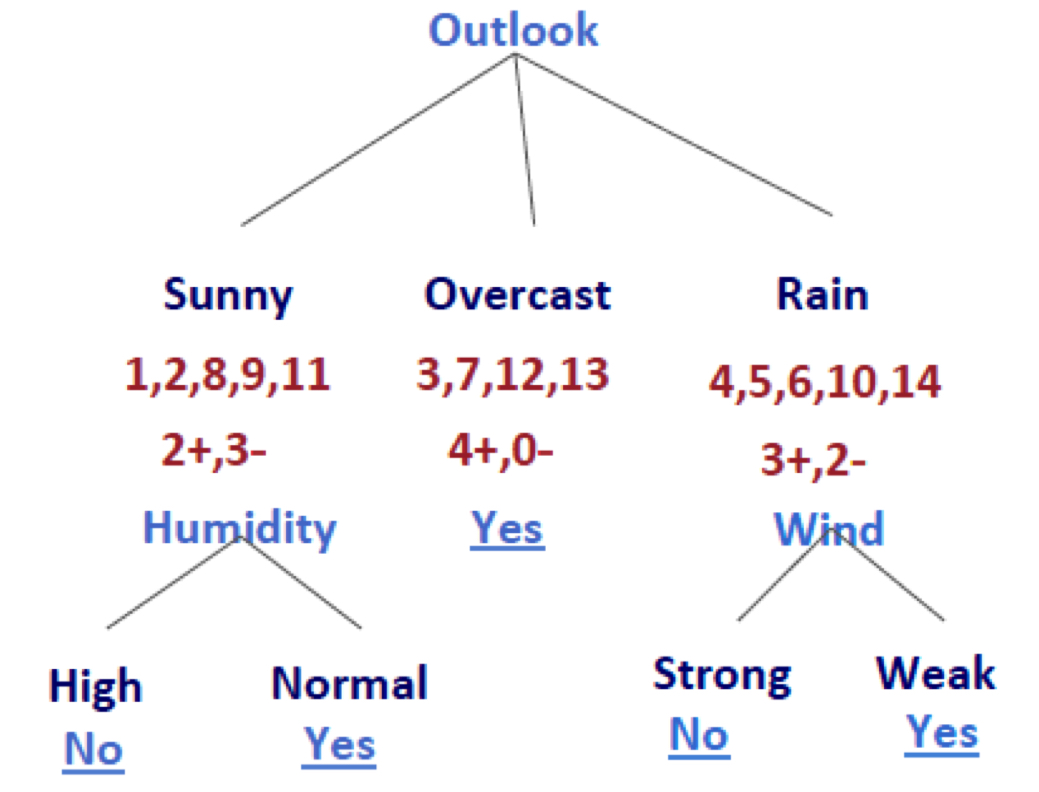 Outlook
Sunny Overcast Rain
1,2,8,9,11 3,7,12,13 4,5,6,10,14
2+,3- 4+,0- 3+,2-
Humidity Yes Wind
High Normal Strong Weak
No Yes No Yes